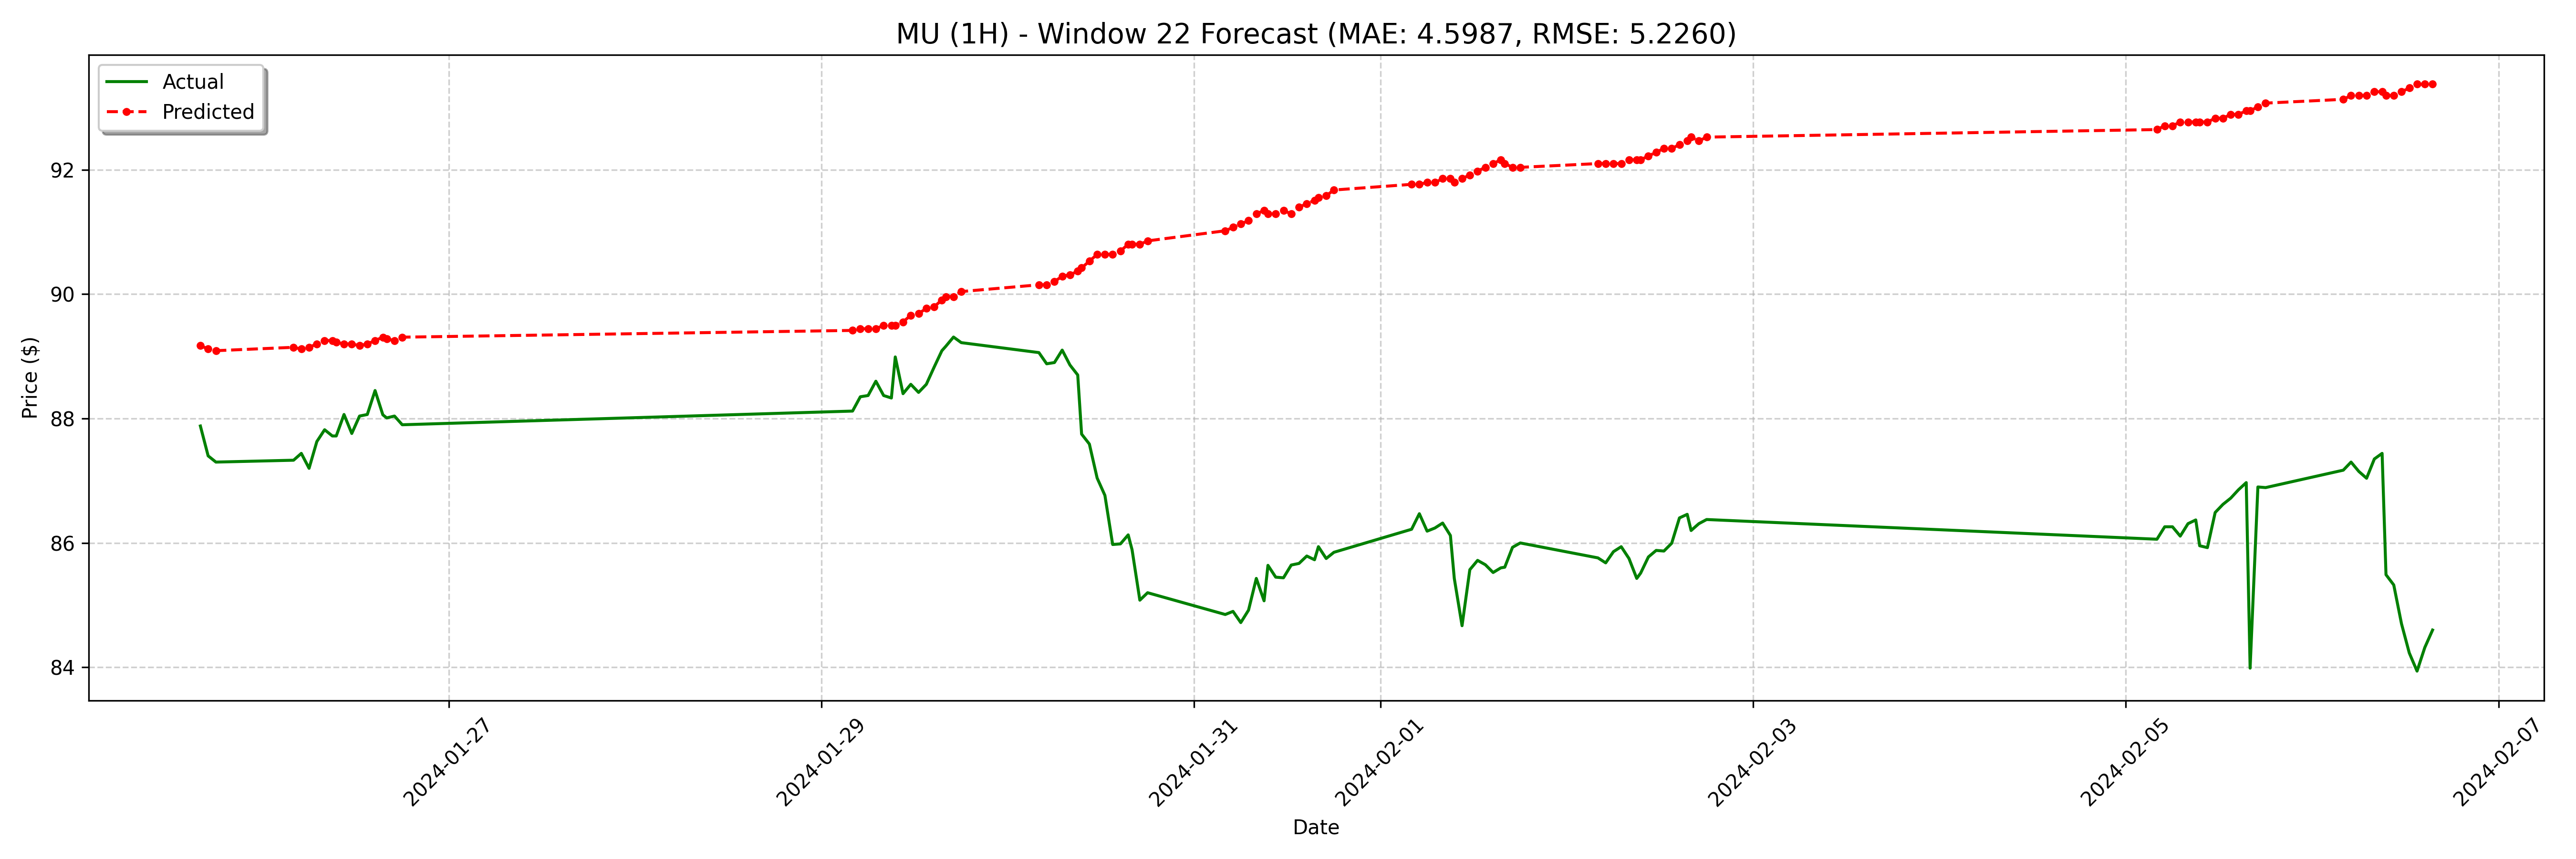 MU (1H) - Window 22 Forecast (MAE: 4.5987, RMSE: 5.2260)
Actual
Predicted
Price ($)
92
90
88
86
84
2024-01-27
2024-01-29
2024-01-31
2024-02-01
2024-02-03
2024-02-05
2024-02-07
Date